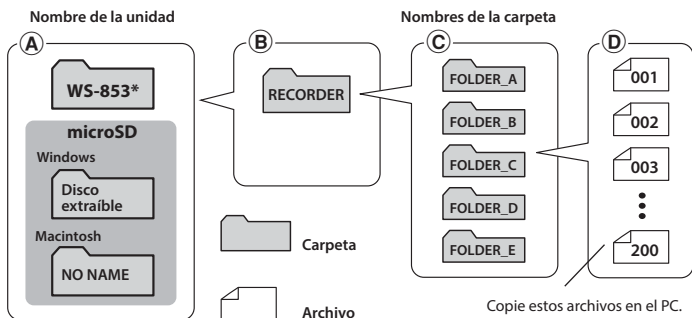 Nombre de la unidad
Nombres de la carpeta
A
B
C
D
WS-853*
microSD
Windows
Disco
extraíble
Macintosh
NO NAME
RECORDER
Carpeta
Archivo
FOLDER_A
FOLDER_B
FOLDER_C
FOLDER_D
FOLDER_E
001
002
003
200
Copie estos archivos en el PC.